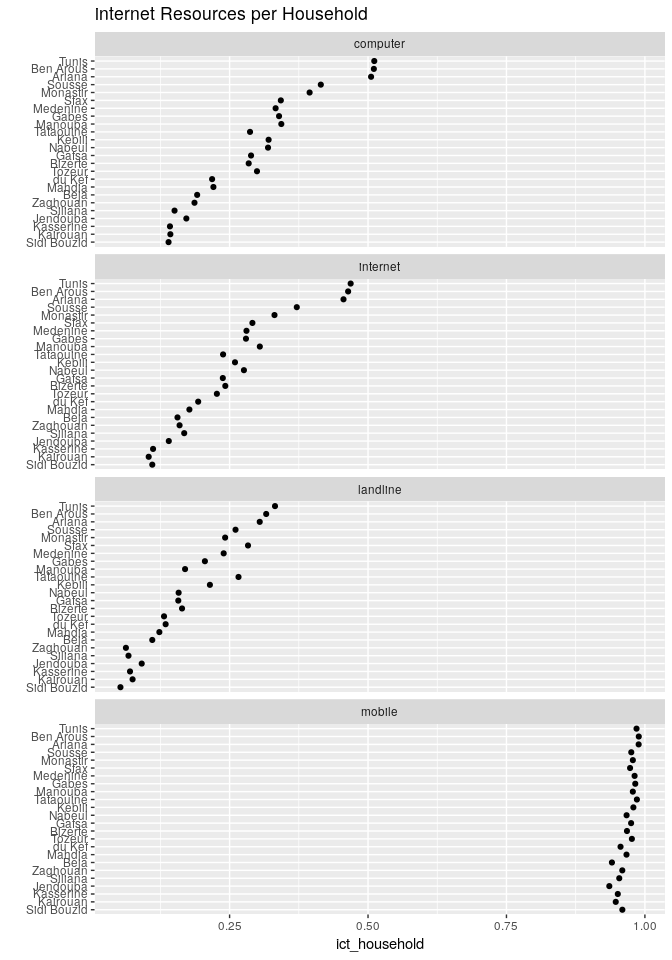 Internet Resources per Household
computer
Tunis
Ben Arous
Ariana
Sousse
Monastir
Sfax
Medenine
Gabes
Manouba
Tataouine
Kebili
Nabeul
Gafsa
Bizerte
Tozeur
du Kef
Mahdia
Beja
Zaghouan
Siliana
Jendouba
Kasserine
Kairouan
Sidi Bouzid
internet
Tunis
Ben Arous
Ariana
Sousse
Monastir
Sfax
Medenine
Gabes
Manouba
Tataouine
Kebili
Nabeul
Gafsa
Bizerte
Tozeur
du Kef
Mahdia
Beja
Zaghouan
Siliana
Jendouba
Kasserine
Kairouan
Sidi Bouzid
landline
Tunis
Ben Arous
Ariana
Sousse
Monastir
Sfax
Medenine
Gabes
Manouba
Tataouine
Kebili
Nabeul
Gafsa
Bizerte
Tozeur
du Kef
Mahdia
Beja
Zaghouan
Siliana
Jendouba
Kasserine
Kairouan
Sidi Bouzid
mobile
Tunis
Ben Arous
Ariana
Sousse
Monastir
Sfax
Medenine
Gabes
Manouba
Tataouine
Kebili
Nabeul
Gafsa
Bizerte
Tozeur
du Kef
Mahdia
Beja
Zaghouan
Siliana
Jendouba
Kasserine
Kairouan
Sidi Bouzid
0.25 0.50 0.75 1.00
ict_household